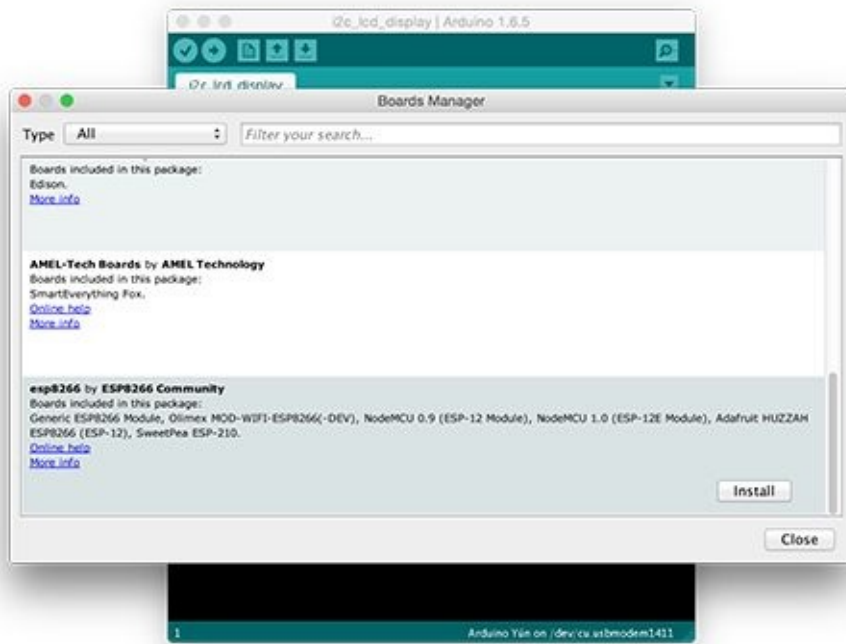 i2c_lcd_display | Arduino 1.6.5
i2c_lcd_display
Boards Manager
Type All Filter your search...
Boards included in this package:
Edison.
More info
AMEL-Tech Boards by AMEL Technology
Boards included in this package:
SmartEverything Fox.
Online help
More info
esp8266 by ESP8266 Community
Boards included in this package:
Generic ESP8266 Module, Olimex MOD-WIFI-ESP8266(-DEV), NodeMCU 0.9 (ESP-12 Module), NodeMCU 1.0 (ESP-12E Module), Adafruit HUZZAH
ESP8266 (ESP-12), SweetPea ESP-210.
Online help
More info
Install
Close
1 Arduino Yún on /dev/cu.usbmodem1411